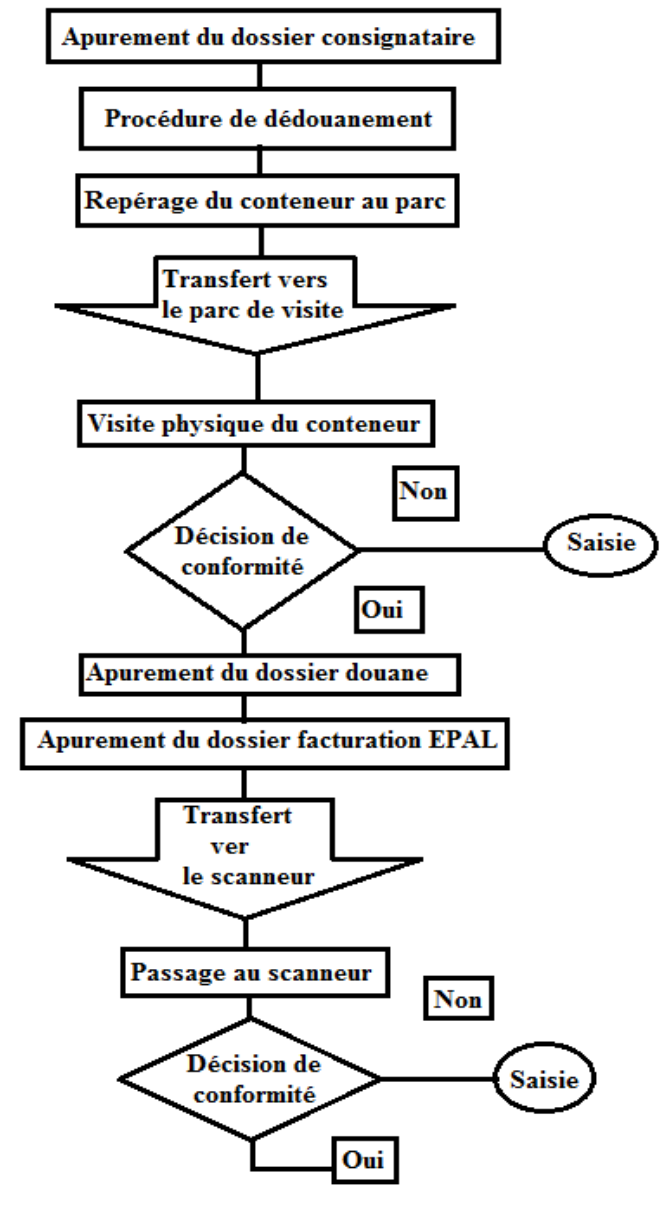 Apurement du dossier consignataire
Procédure de dédouanement
Repérage du conteneur au parc
Transfert vers
le parc de visite
Visite physique du conteneur
Non
Décision de
conformité
Saisie
Oui
Apurement du dossier douane
Apurement du dossier facturation EPAL
Transfert
ver
le scanneur
Passage au scanneur
Non
Décision de
conformité
Saisie
Oui